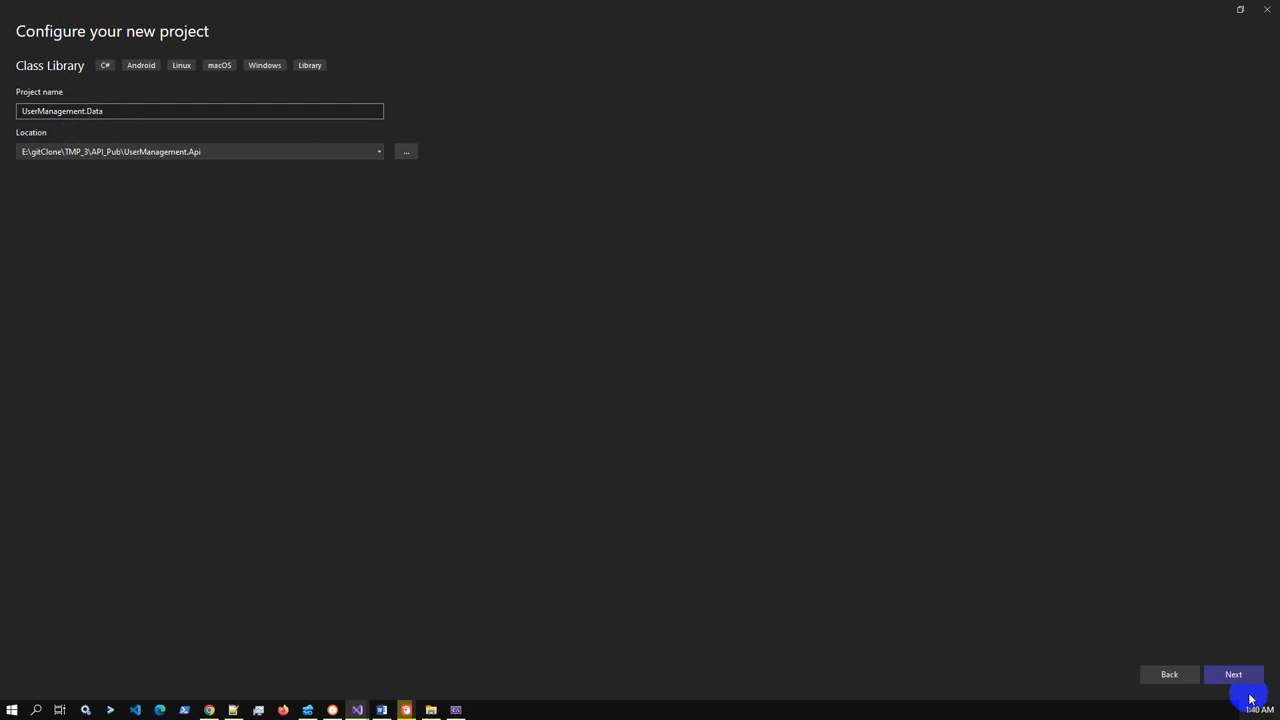 Configure your new project
Class Library C# Android Linux macOS Windows Library
Project name
UserManagement.Data
Location
E:\gitClone\TMP_3\API_Pub\UserManagement.Api
...
Back Next
1:40 AM